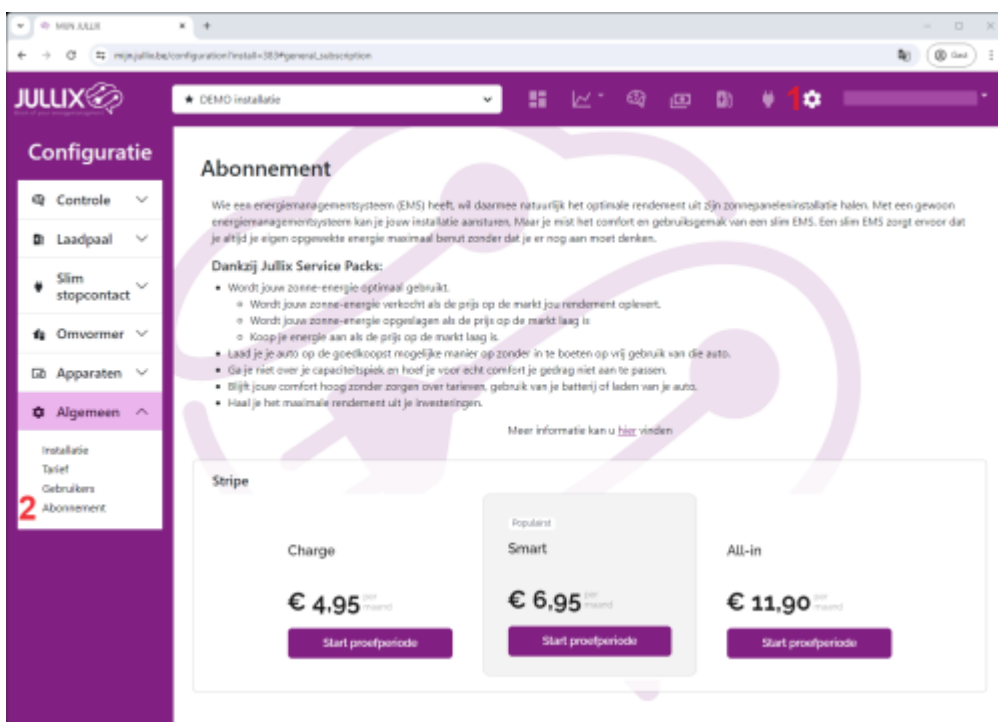 MIJN JULLIX
mijn.jullix.be/configuration?install=383#general_subscription
Gast
JULLIX
★ DEMO installatie
1
Configuratie
Controle
Laadpaal
Slim
stopcontact
Omvormer
Apparaten
Algemeen
Installatie
Tarief
Gebruikers
2 Abonnement
Abonnement
Wie een energiemanagementsysteem (EMS) heeft, wil daarmee natuurlijk het optimale rendement uit zijn zonnepaneleninstallatie halen. Met een gewoon
energiemanagementsysteem kan je jouw installatie aansturen. Maar je mist het comfort en gebruiksgemak van een slim EMS. Een slim EMS zorgt ervoor dat
je altijd je eigen opgewekte energie maximaal benut zonder dat je er nog aan moet denken.
Dankzij Jullix Service Packs:
• Wordt jouw zonne-energie optimaal gebruikt.
○ Wordt jouw zonne-energie verkocht als de prijs op de markt jou rendement oplevert.
○ Wordt jouw zonne-energie opgeslagen als de prijs op de markt laag is
○ Koop je energie aan als de prijs op de markt laag is.
• Laad je je auto op de goedkoopst mogelijke manier op zonder in te boeten op vrij gebruik van die auto.
• Ga je niet over je capaciteitspiek en hoef je voor echt comfort je gedrag niet aan te passen.
• Blijft jouw comfort hoog zonder zorgen over tarieven, gebruik van je batterij of laden van je auto.
• Haal je het maximale rendement uit je investeringen.
Meer informatie kan u hier vinden
Stripe
Charge
€ 4,95 per maand
Start proefperiode
Populairst
Smart
€ 6,95 per maand
Start proefperiode
All-in
€ 11,90 per maand
Start proefperiode